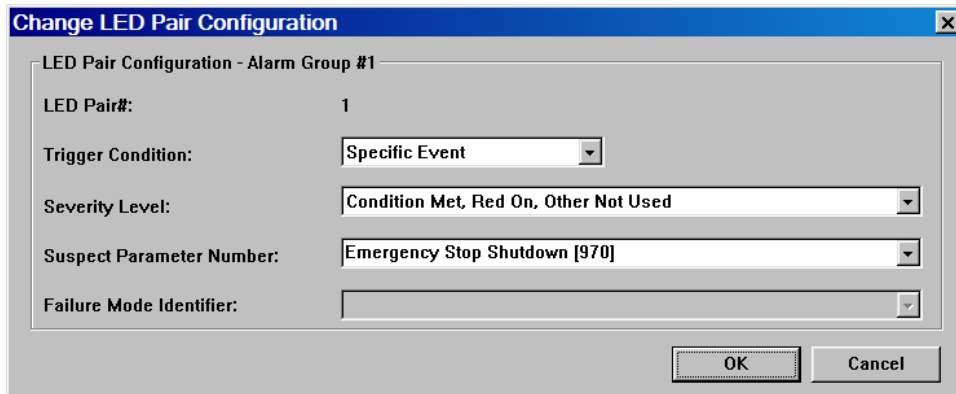 Change LED Pair Configuration
LED Pair Configuration - Alarm Group #1
LED Pair#: 1
Trigger Condition: Specific Event
Severity Level: Condition Met, Red On, Other Not Used
Suspect Parameter Number: Emergency Stop Shutdown [970]
Failure Mode Identifier:
OK Cancel